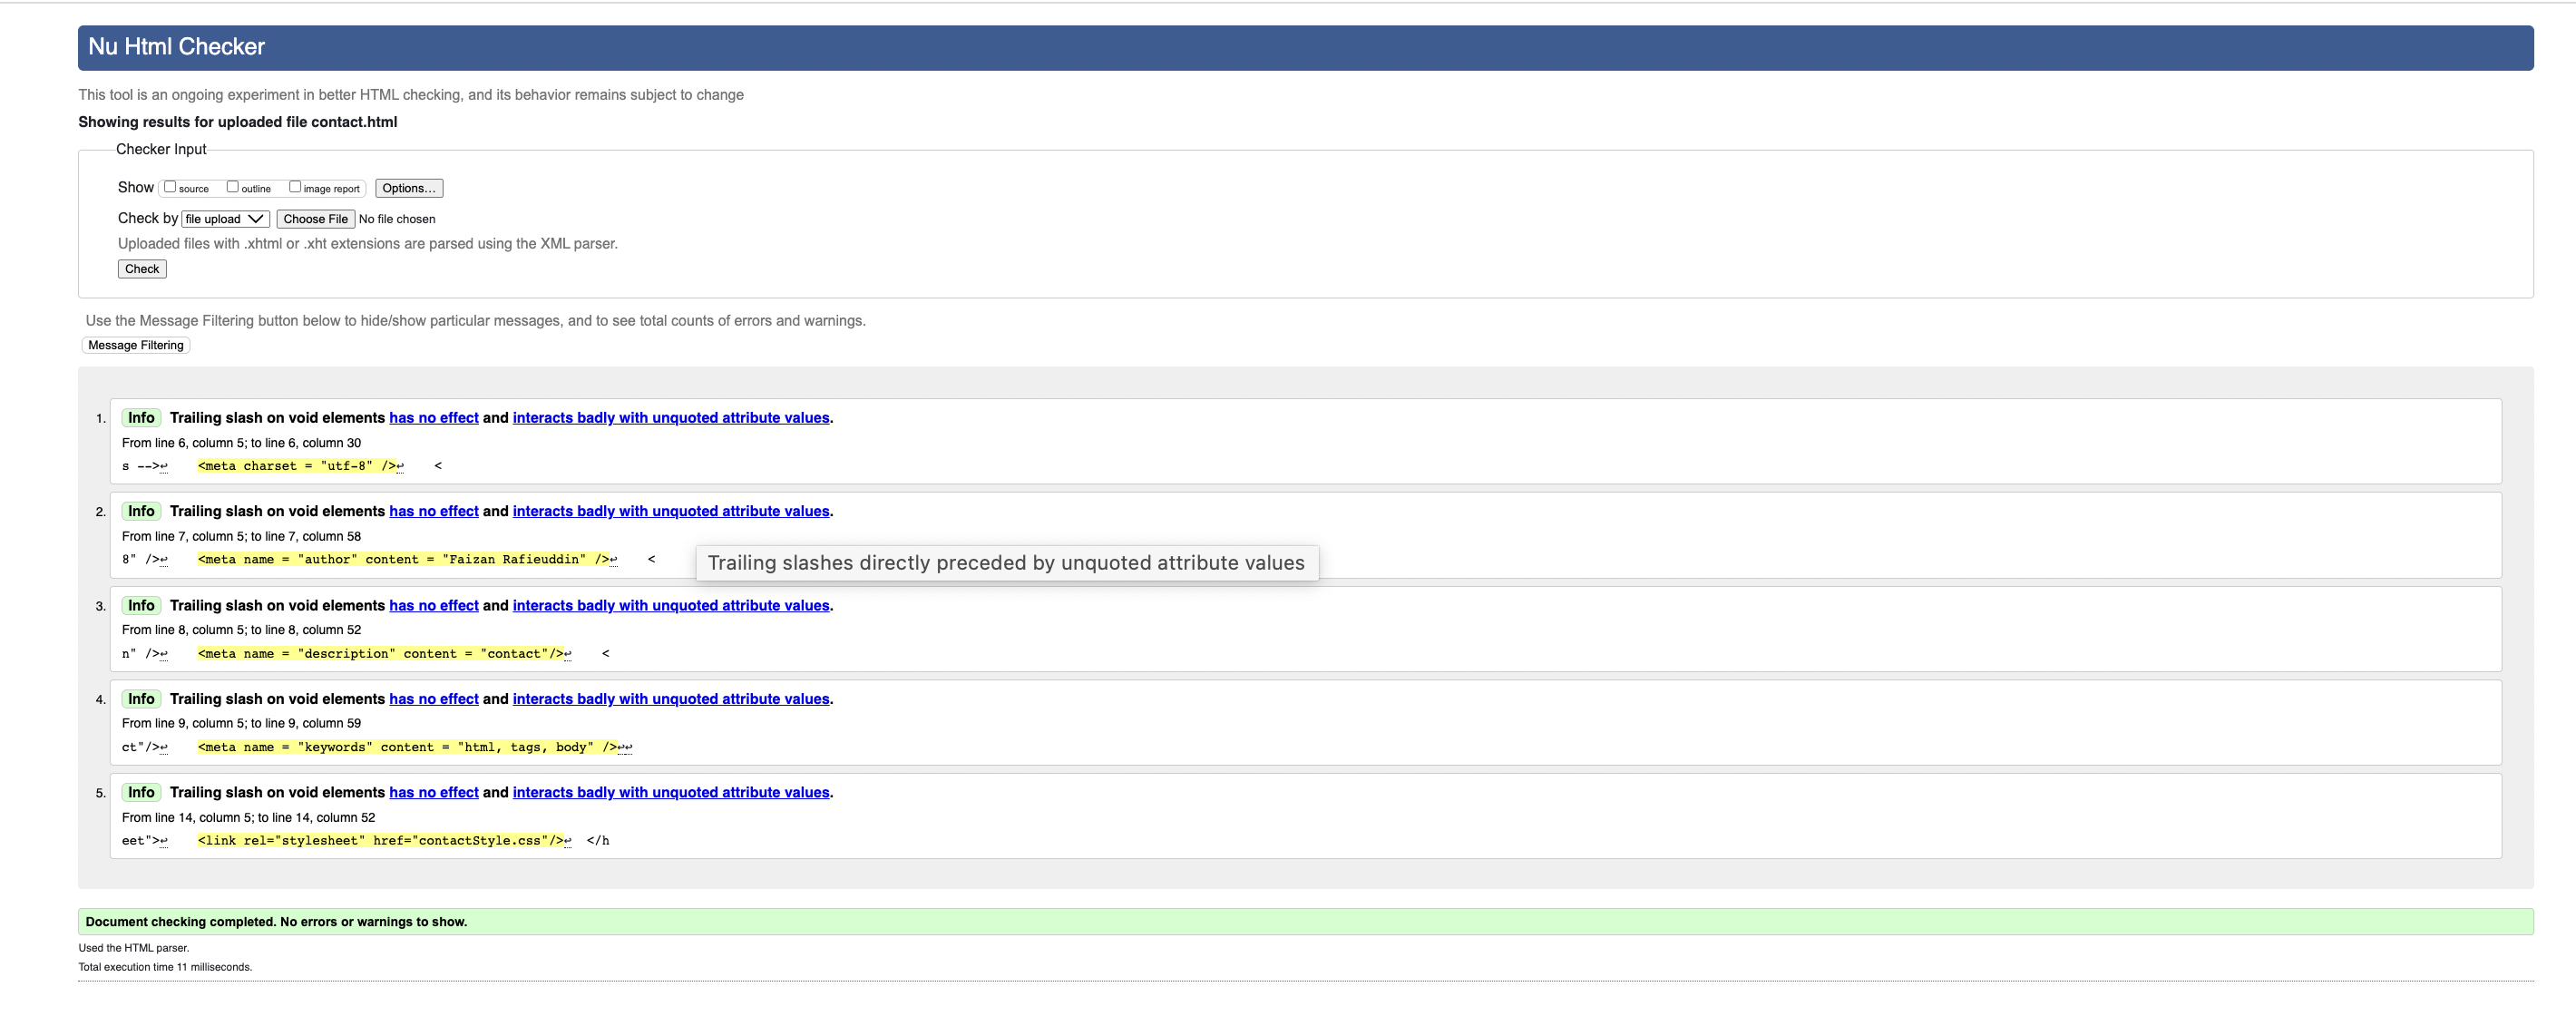 Nu Html Checker
This tool is an ongoing experiment in better HTML checking, and its behavior remains subject to change
Showing results for uploaded file contact.html
Checker Input
Show source outline image report Options...
Check by file upload Choose File No file chosen
Uploaded files with .xhtml or .xht extensions are parsed using the XML parser.
Check
Use the Message Filtering button below to hide/show particular messages, and to see total counts of errors and warnings.
Message Filtering
1. Info Trailing slash on void elements has no effect and interacts badly with unquoted attribute values.
From line 6, column 5; to line 6, column 30
s -->↩ <meta charset = "utf-8" />↩ <
2. Info Trailing slash on void elements has no effect and interacts badly with unquoted attribute values.
From line 7, column 5; to line 7, column 58
8" />↩ <meta name = "author" content = "Faizan Rafieuddin" />↩ <
Trailing slashes directly preceded by unquoted attribute values
3. Info Trailing slash on void elements has no effect and interacts badly with unquoted attribute values.
From line 8, column 5; to line 8, column 52
n" />↩ <meta name = "description" content = "contact"/>↩ <
4. Info Trailing slash on void elements has no effect and interacts badly with unquoted attribute values.
From line 9, column 5; to line 9, column 59
ct"/>↩ <meta name = "keywords" content = "html, tags, body" />↩↩
5. Info Trailing slash on void elements has no effect and interacts badly with unquoted attribute values.
From line 14, column 5; to line 14, column 52
eet">↩ <link rel="stylesheet" href="contactStyle.css"/>↩ </h
Document checking completed. No errors or warnings to show.
Used the HTML parser.
Total execution time 11 milliseconds.